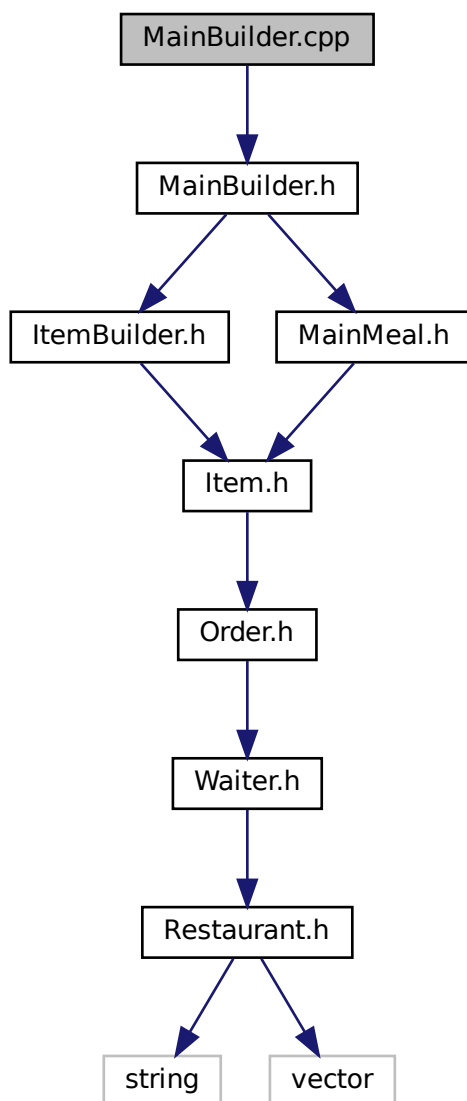 MainBuilder.cpp
MainBuilder.h
ItemBuilder.h
MainMeal.h
Item.h
Order.h
Waiter.h
Restaurant.h
string
vector